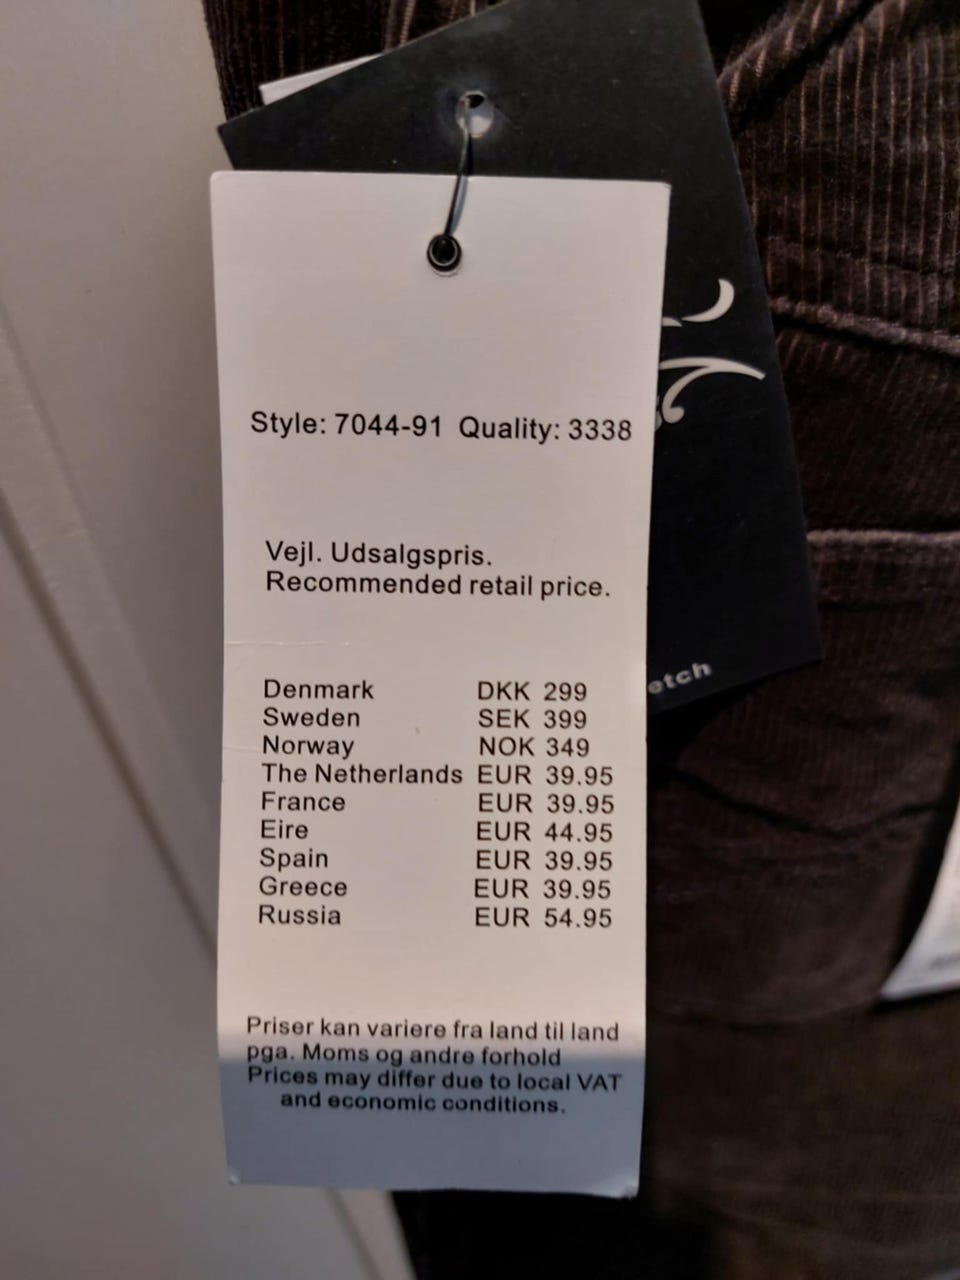 Style: 7044-91 Quality: 3338
Vejl. Udsalgspris.
Recommended retail price.
Denmark DKK 299
Sweden SEK 399
Norway NOK 349
The Netherlands EUR 39.95
France EUR 39.95
Eire EUR 44.95
Spain EUR 39.95
Greece EUR 39.95
Russia EUR 54.95
Priser kan variere fra land til land
pga. Moms og andre forhold
Prices may differ due to local VAT
and economic conditions.
etch